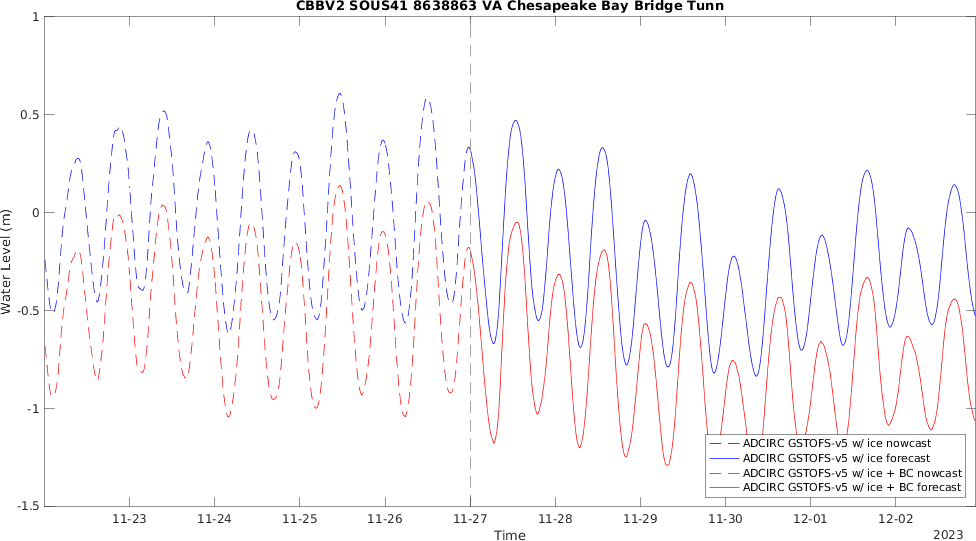 CBBV2 SOUS41 8638863 VA Chesapeake Bay Bridge Tunn
1
0.5
0
-0.5
-1
-1.5
Water Level (m)
ADCIRC GSTOFS-v5 w/ ice nowcast
ADCIRC GSTOFS-v5 w/ ice forecast
ADCIRC GSTOFS-v5 w/ ice + BC nowcast
ADCIRC GSTOFS-v5 w/ ice + BC forecast
11-23 11-24 11-25 11-26 11-27 11-28 11-29 11-30 12-01 12-02
Time
2023